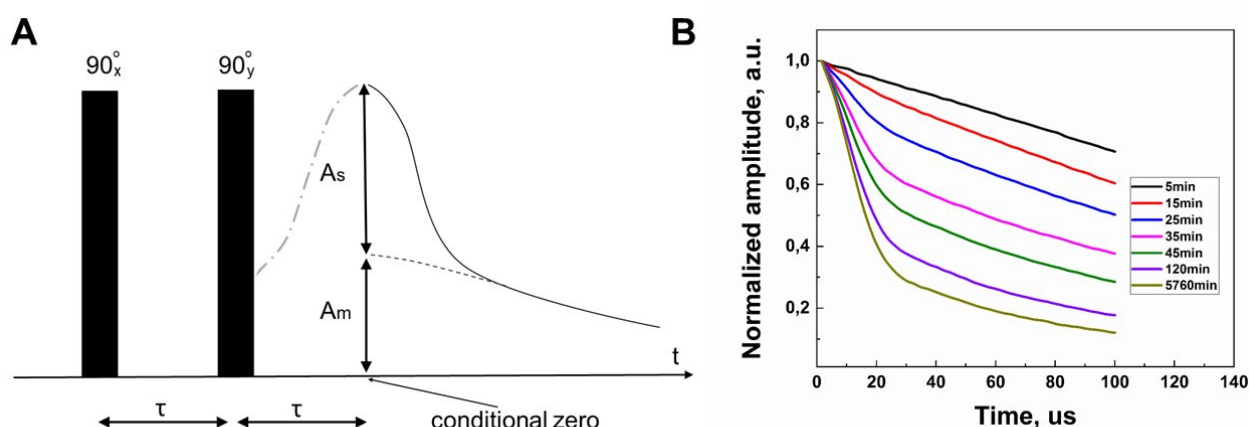 A
90°x
90°y
As
Am
t
τ
τ
conditional zero
B
Normalized amplitude, a.u.
1,0
0,8
0,6
0,4
0,2
0
20
40
60
80
100
120
140
Time, us
5min
15min
25min
35min
45min
120min
5760min